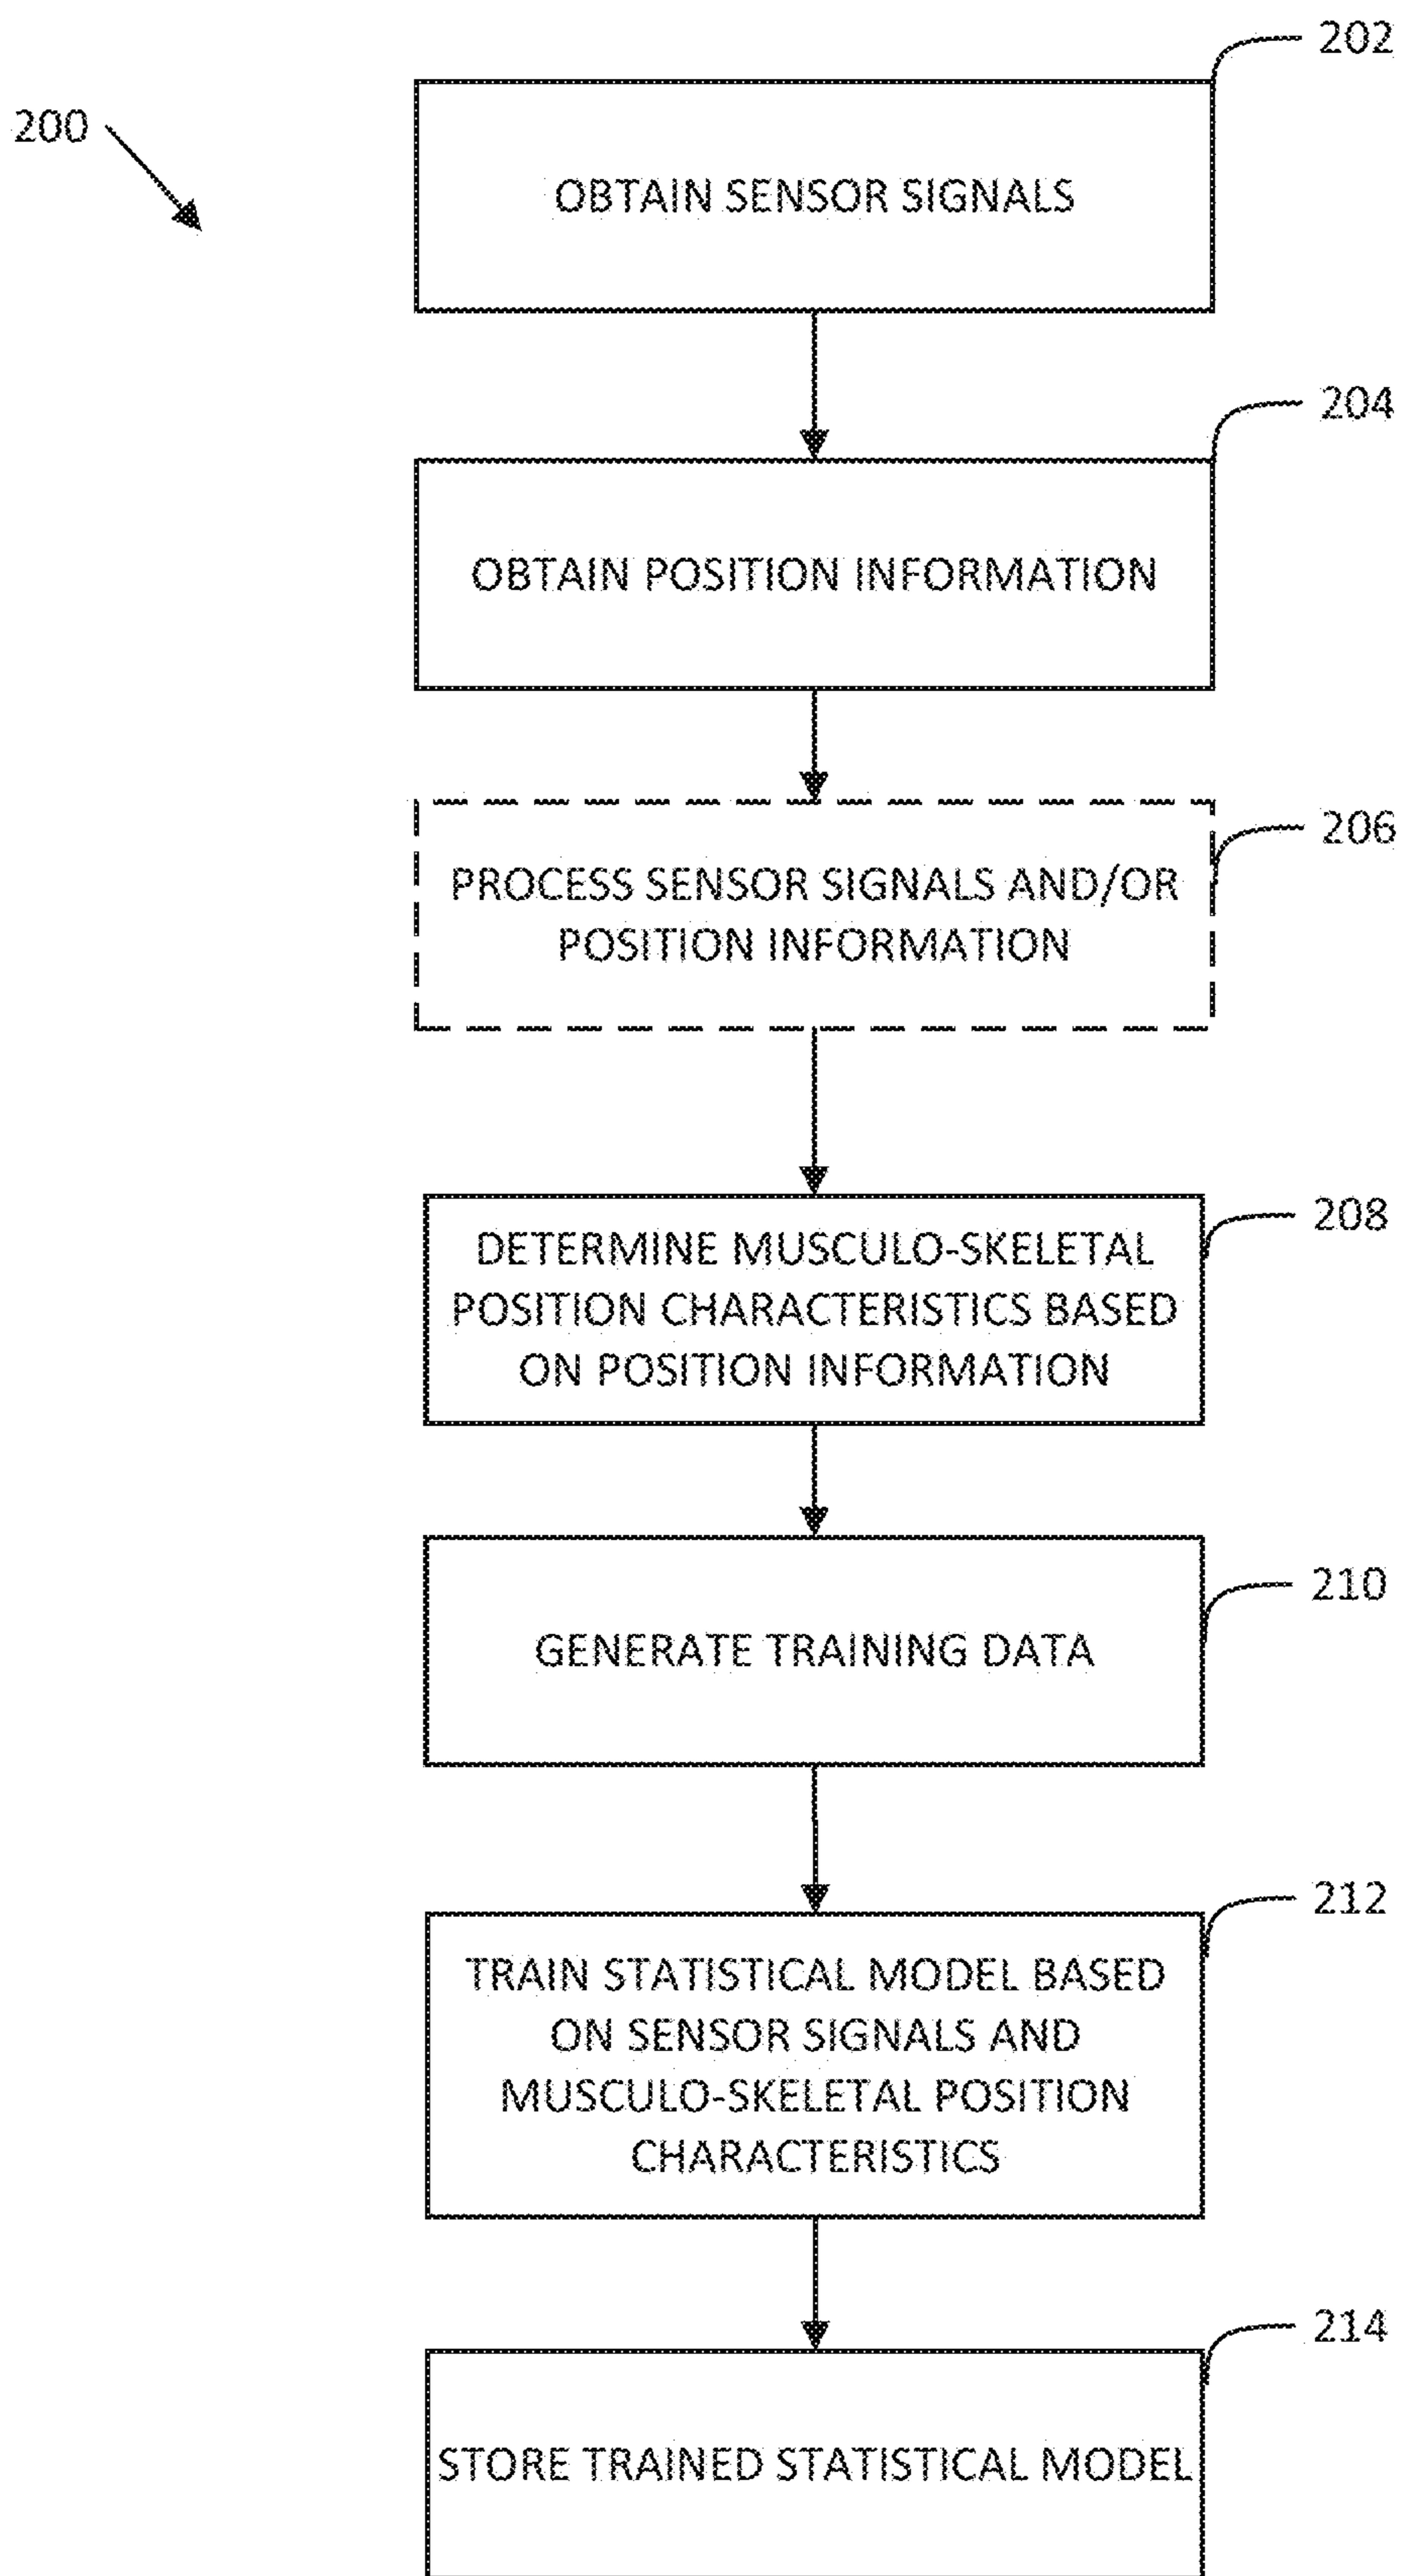 202
200
OBTAIN SENSOR SIGNALS
204
OBTAIN POSITION INFORMATION
206
PROCESS SENSOR SIGNALS AND/OR
POSITION INFORMATION
208
DETERMINE MUSCULO-SKELETAL
POSITION CHARACTERISTICS BASED
ON POSITION INFORMATION
210
GENERATE TRAINING DATA
212
TRAIN STATISTICAL MODEL BASED
ON SENSOR SIGNALS AND
MUSCULO-SKELETAL POSITION
CHARACTERISTICS
214
STORE TRAINED STATISTICAL MODEL